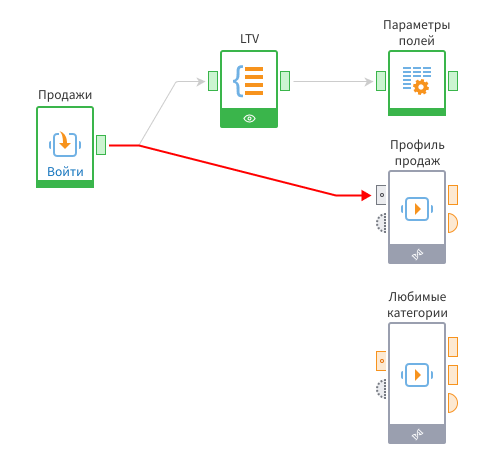 LTV
Параметры
полей
Продажи
Войти
Профиль
продаж
Любимые
категории